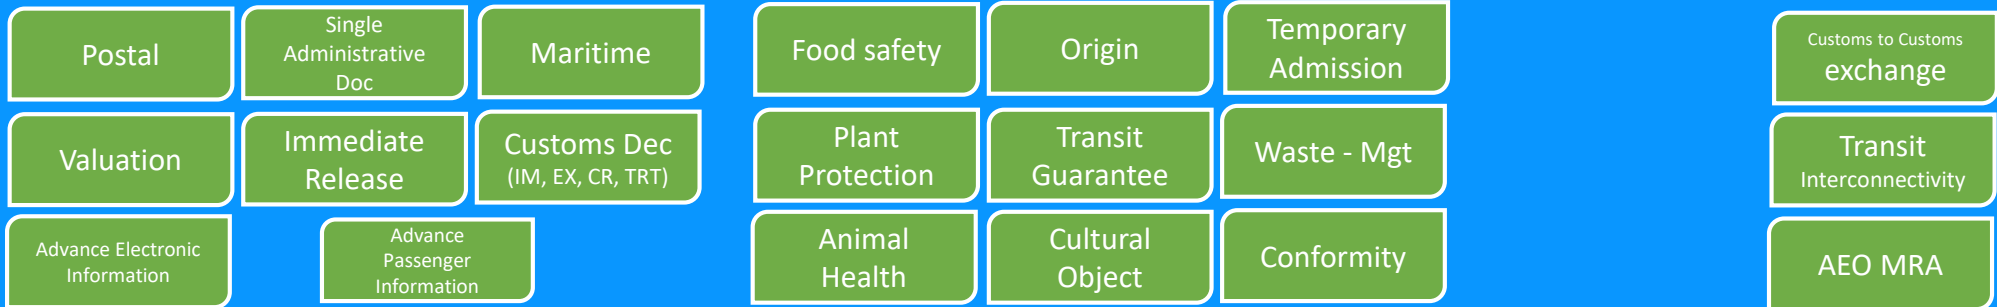 Postal
Single
Administrative
Doc
Maritime
Food safety
Origin
Temporary
Admission
Customs to Customs
exchange
Valuation
Immediate
Release
Customs Dec
(IM, EX, CR, TRT)
Plant
Protection
Transit
Guarantee
Waste - Mgt
Transit
Interconnectivity
Advance Electronic
Information
Advance
Passenger
Information
Animal
Health
Cultural
Object
Conformity
AEO MRA